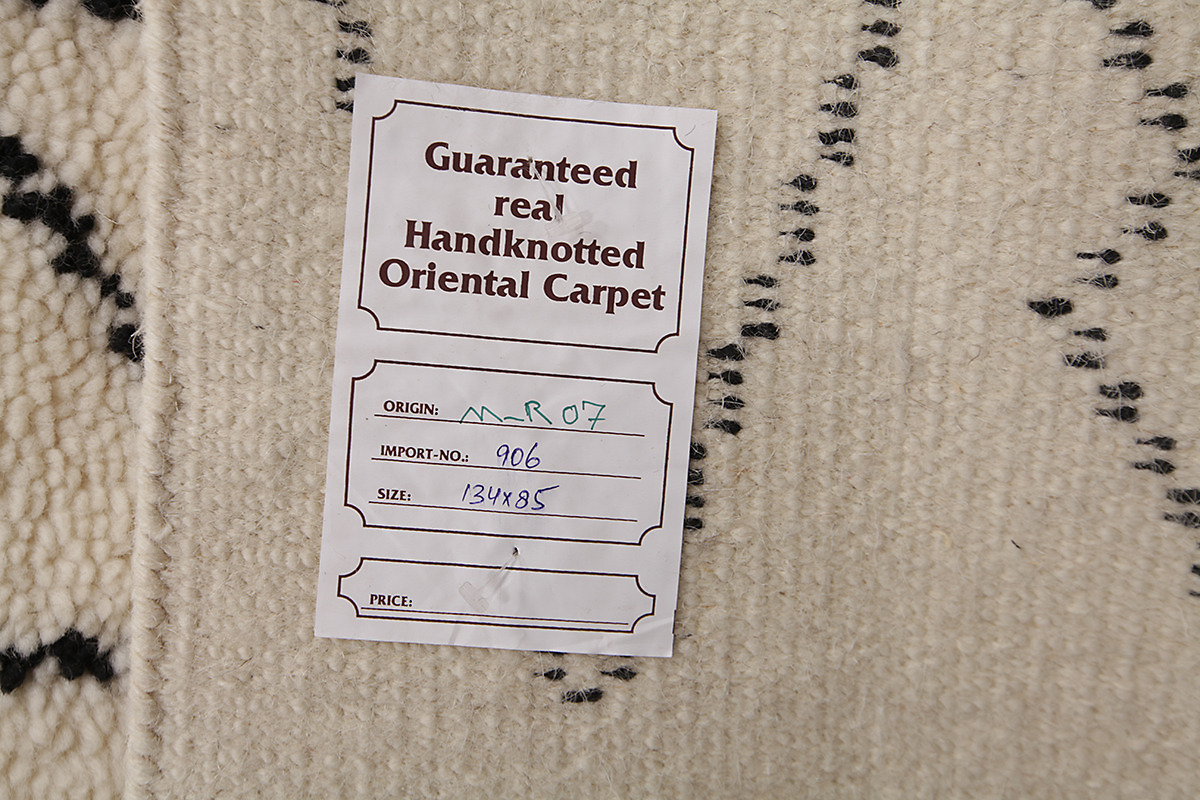 Guaranteed
real
Handknotted
Oriental Carpet
ORIGIN: M-R 07
IMPORT-NO.: 906
SIZE: 134x85
PRICE: